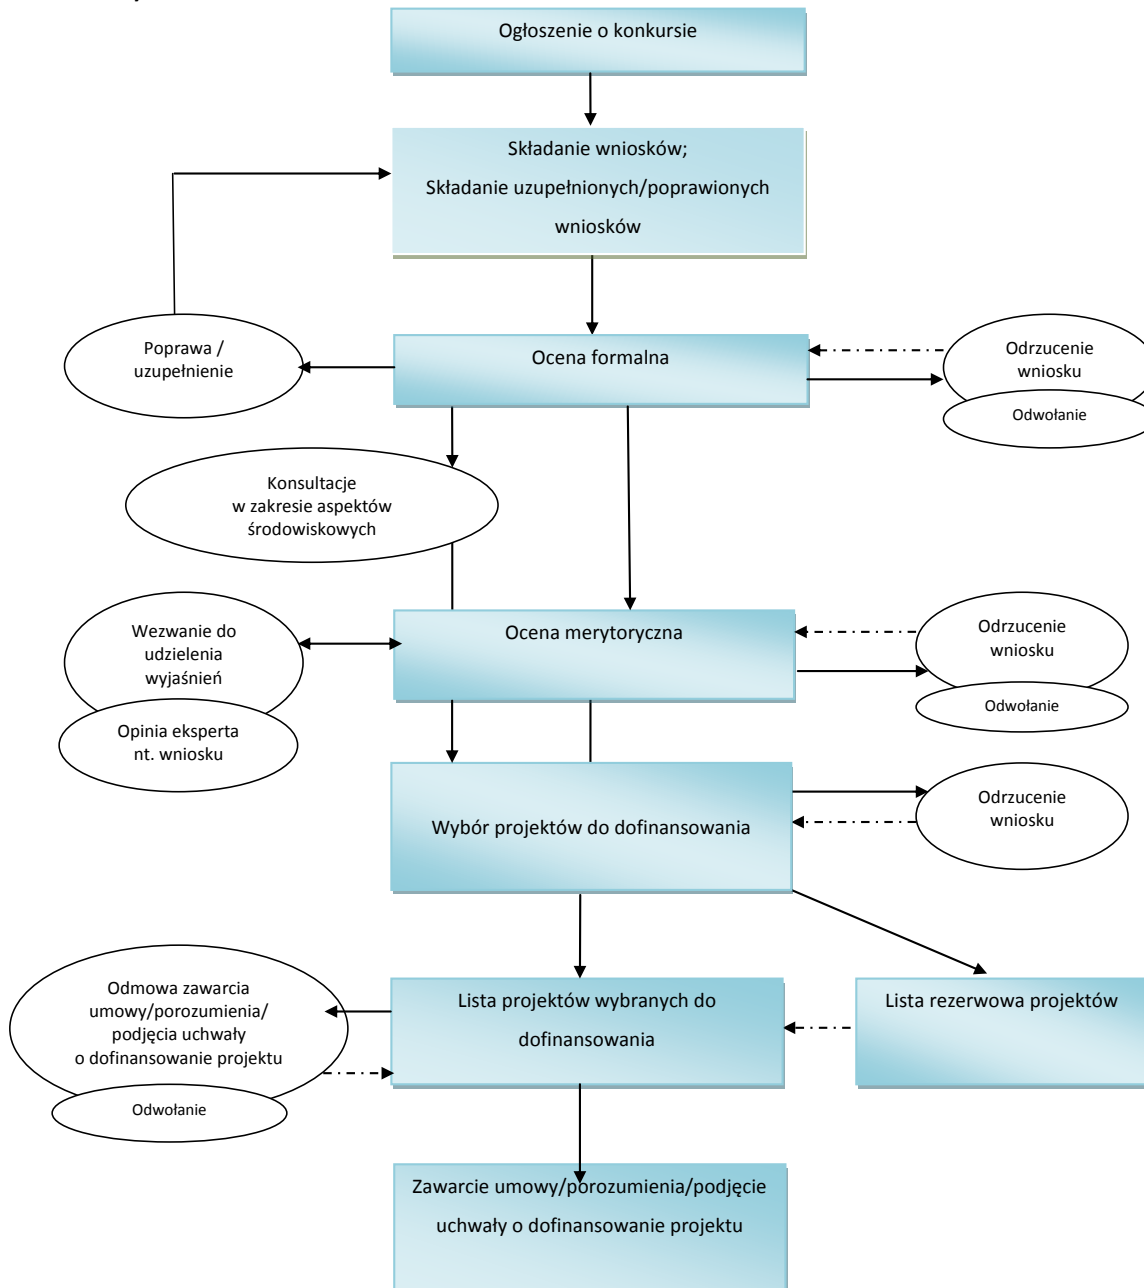 Ogłoszenie o konkursie
Składanie wniosków;
Składanie uzupełnionych/poprawionych
wniosków
Poprawa /
uzupełnienie
Ocena formalna
Odrzucenie
wniosku
Odwołanie
Konsultacje
w zakresie aspektów
środowiskowych
Wezwanie do
udzielenia
wyjaśnień
Opinia eksperta
nt. wniosku
Ocena merytoryczna
Odrzucenie
wniosku
Odwołanie
Wybór projektów do dofinansowania
Odrzucenie
wniosku
Odmowa zawarcia
umowy/porozumienia/
podjęcia uchwały
o dofinansowanie projektu
Odwołanie
Lista projektów wybranych do
dofinansowania
Lista rezerwowa projektów
Zawarcie umowy/porozumienia/podjęcie
uchwały o dofinansowanie projektu